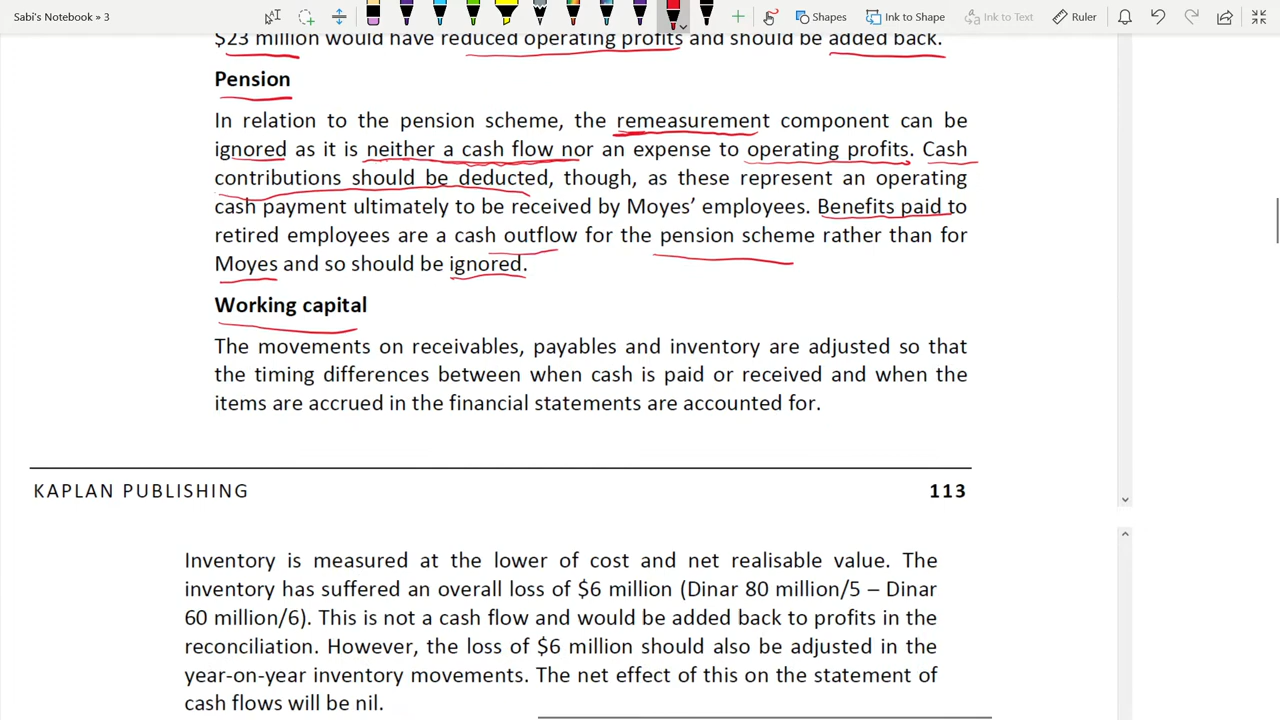 Sabi's Notebook » 3
Shapes
Ink to Shape
Ink to Text
Ruler
$23 million would have reduced operating profits and should be added back.
Pension
In relation to the pension scheme, the remeasurement component can be
ignored as it is neither a cash flow nor an expense to operating profits. Cash
contributions should be deducted, though, as these represent an operating
cash payment ultimately to be received by Moyes’ employees. Benefits paid to
retired employees are a cash outflow for the pension scheme rather than for
Moyes and so should be ignored.
Working capital
The movements on receivables, payables and inventory are adjusted so that
the timing differences between when cash is paid or received and when the
items are accrued in the financial statements are accounted for.
KAPLAN PUBLISHING 113
Inventory is measured at the lower of cost and net realisable value. The
inventory has suffered an overall loss of $6 million (Dinar 80 million/5 – Dinar
60 million/6). This is not a cash flow and would be added back to profits in the
reconciliation. However, the loss of $6 million should also be adjusted in the
year-on-year inventory movements. The net effect of this on the statement of
cash flows will be nil.